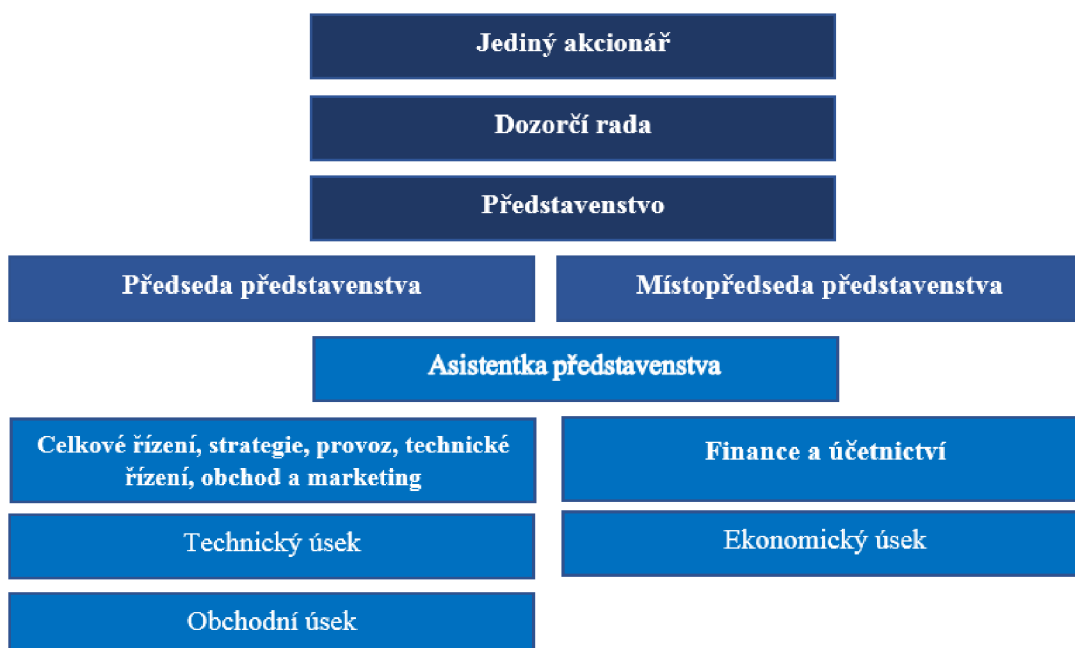 Jediný akcionář
Dozorčí rada
Představenstvo
Předseda představenstva
Místopředseda představenstva
Asistentka představenstva
Celkové řízení, strategie, provoz, technické
řízení, obchod a marketing
Finance a účetnictví
Technický úsek
Ekonomický úsek
Obchodní úsek